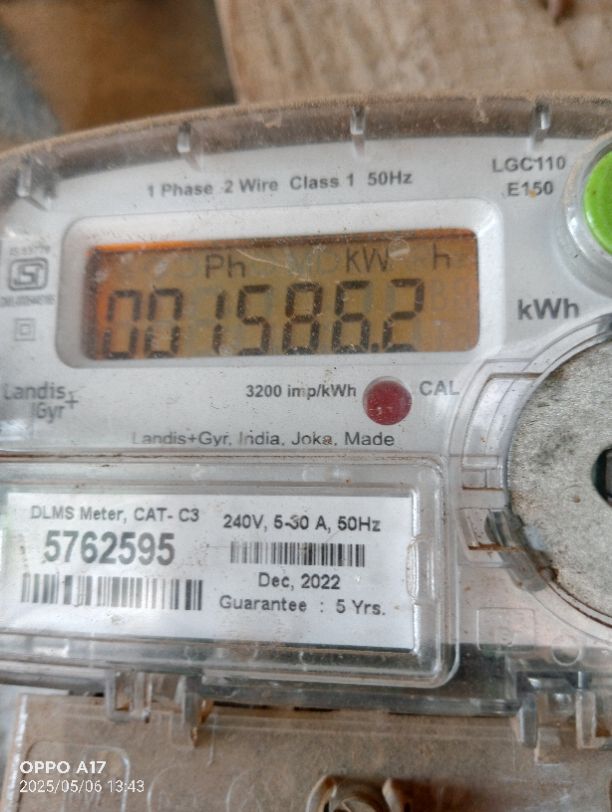 LGC110
E150
1 Phase 2 Wire Class 1 50Hz
Ph kW h
001586.2
kWh
3200 imp/kWh CAL
Landis+
Gyr
Landis+Gyr, India, Joka, Made
DLMS Meter, CAT- C3
5762595
240V, 5-30 A, 50Hz
Dec, 2022
Guarantee : 5 Yrs.
OPPO A17
2025/05/06 13:43